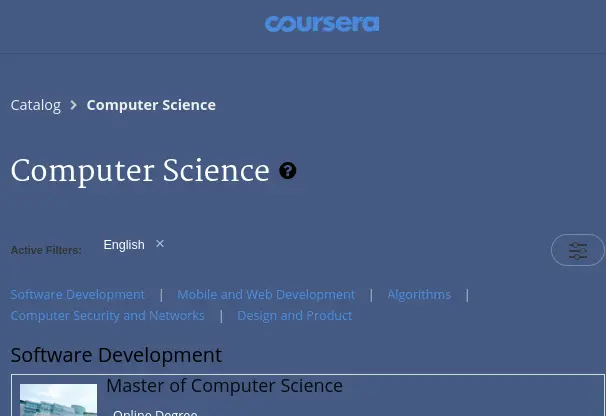 coursera
Catalog > Computer Science
Computer Science ?
Active Filters: English ×
Software Development | Mobile and Web Development | Algorithms |
Computer Security and Networks | Design and Product
Software Development
Master of Computer Science
Online Degree